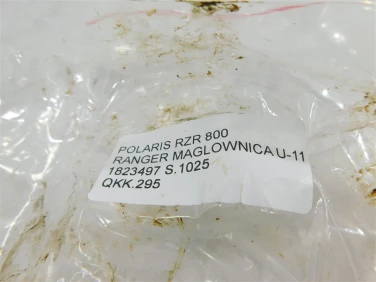 POLARIS RZR 800
RANGER MAGLOWNICA U-11
1823497 S.1025
QKK.295